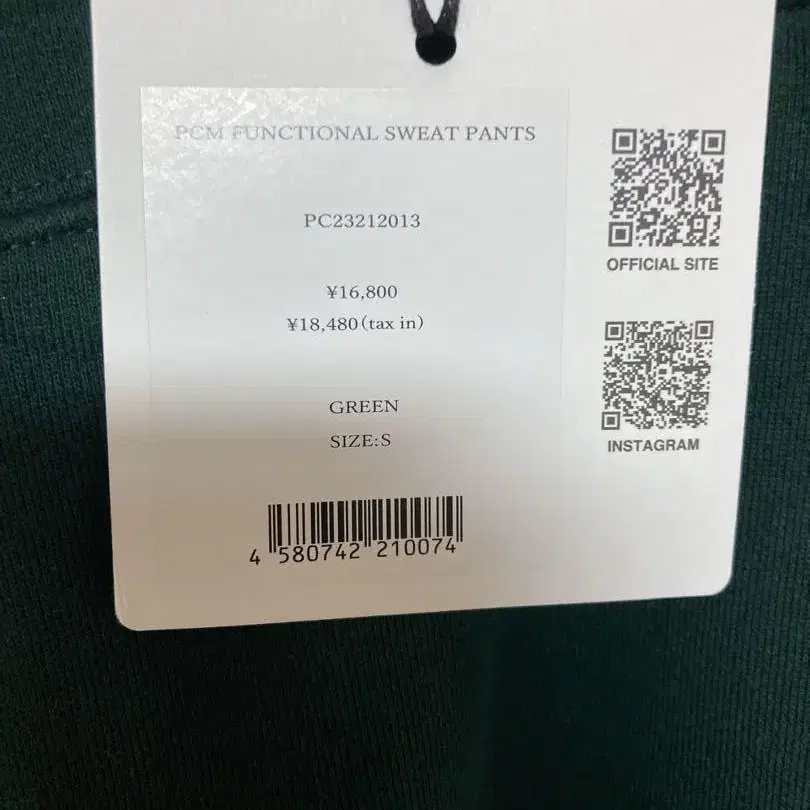 PCM FUNCTIONAL SWEAT PANTS
PC23212013
¥16,800
¥18,480(tax in)
GREEN
SIZE:S
4 580742 210074
OFFICIAL SITE
INSTAGRAM